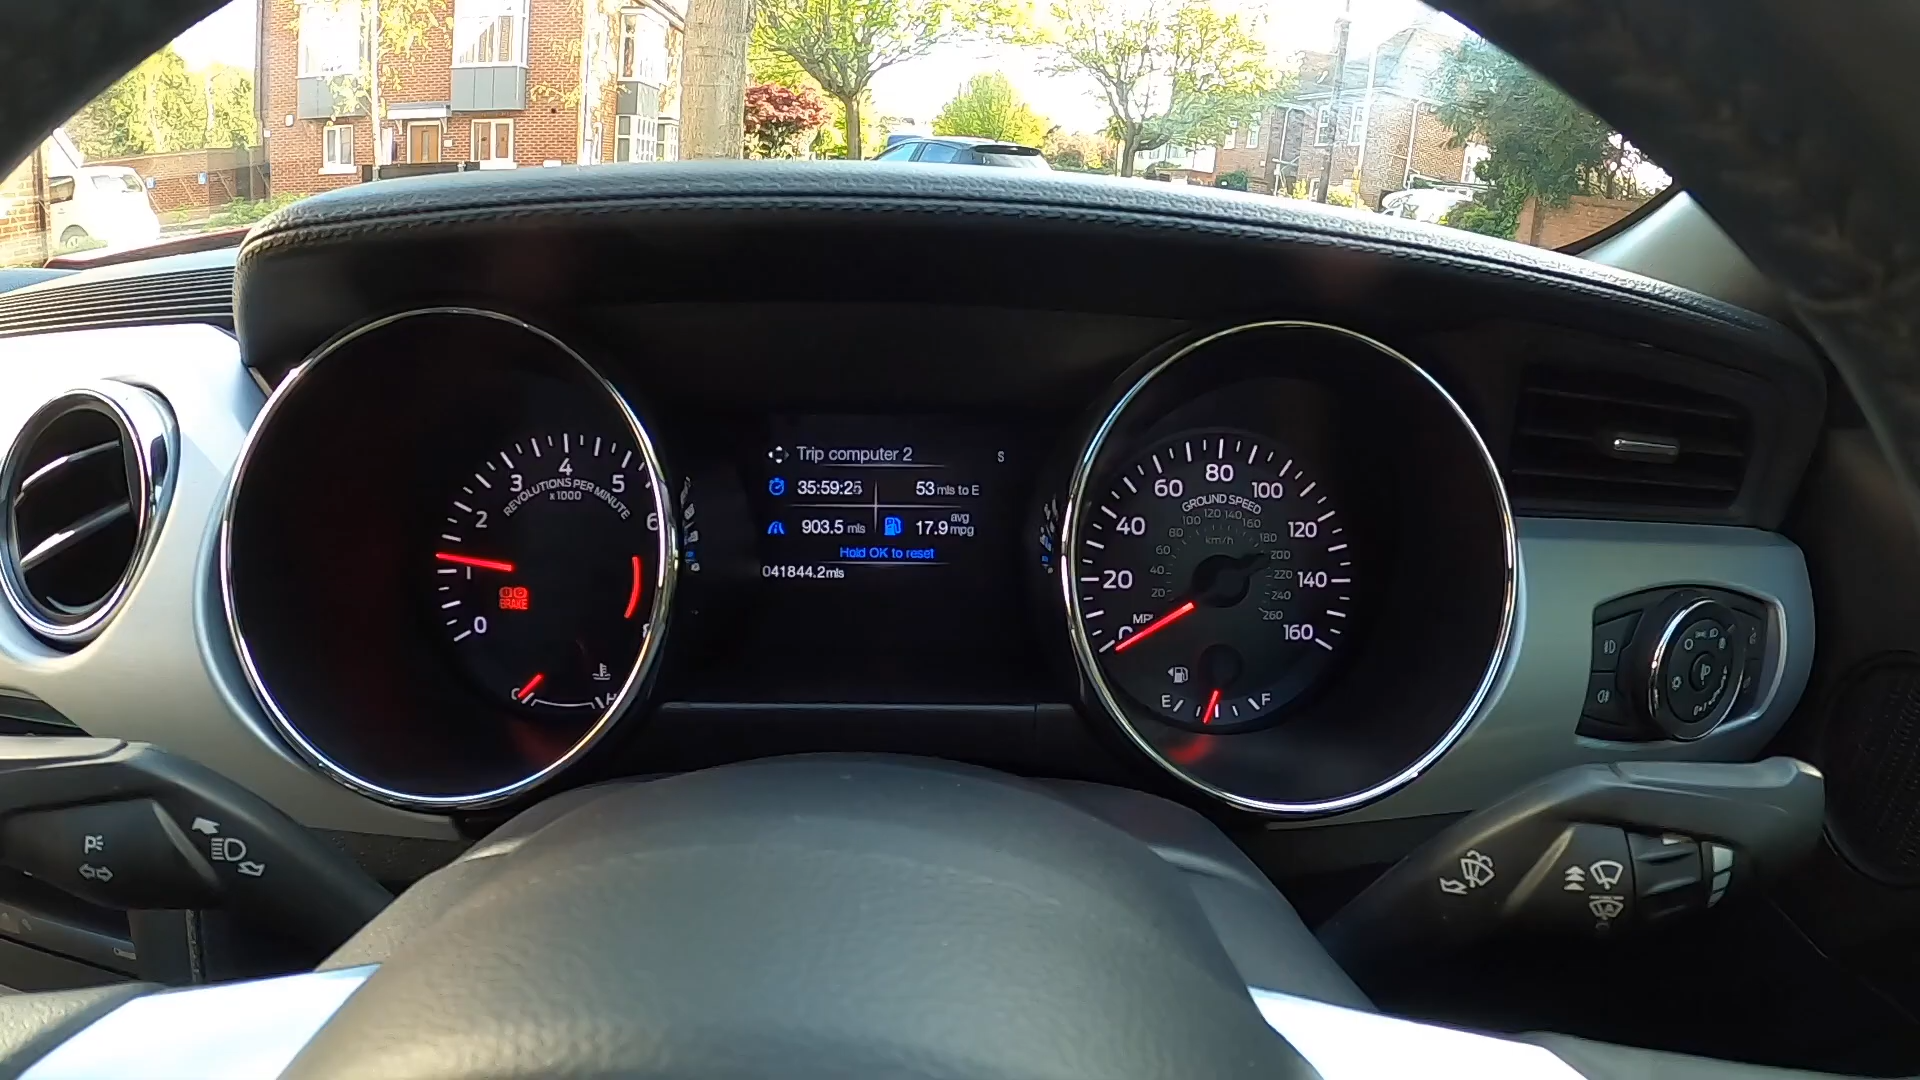 Trip computer 2
S
35:59:25
53 mls to E
903.5 mls
17.9 avg mpg
Hold OK to reset
041844.2mls
0
1
2
3
4
5
6
8
REVOLUTIONS PER MINUTE
x1000
BRAKE
C
H
20
40
60
80
100
120
140
160
GROUND SPEED
km/h
20
40
60
80
100
120
140
160
180
200
220
240
260
E
F